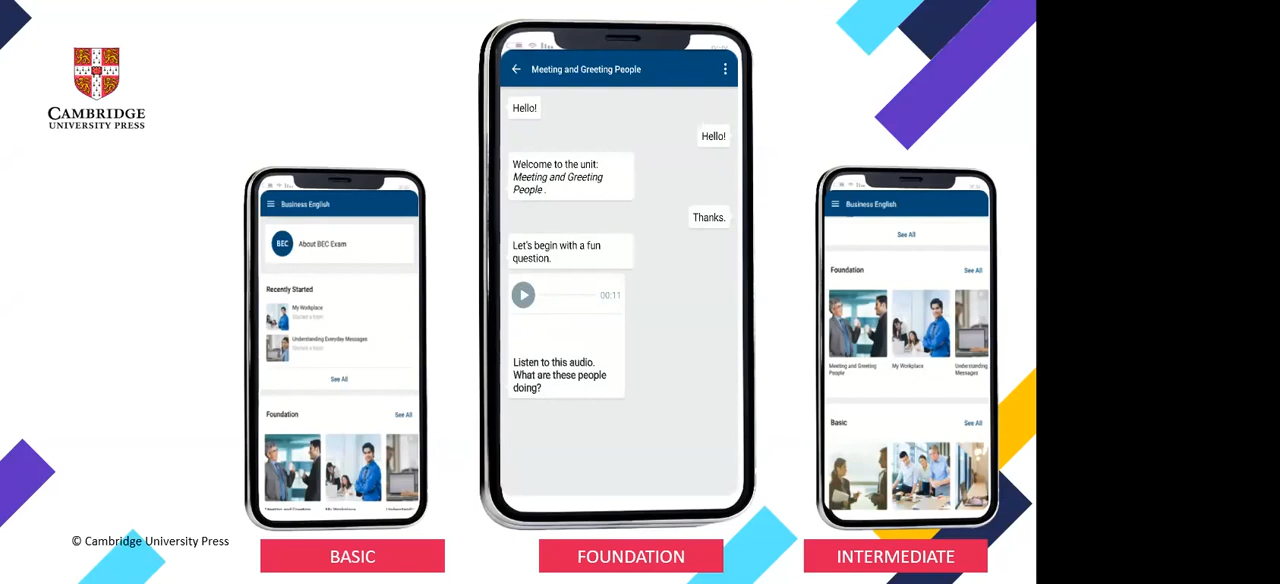 CAMBRIDGE
UNIVERSITY PRESS
Business English
BEC
About BEC Exam
Recently Started
My Workplace
Understanding Everyday Messages
See All
Foundation
See All
My Workplace
Meeting and Greeting People
Hello!
Hello!
Welcome to the unit:
Meeting and Greeting
People .
Thanks.
Let's begin with a fun
question.
00:11
Listen to this audio.
What are these people
doing?
Business English
See All
Foundation
See All
Meeting and Greeting
People
My Workplace
Understanding
Messages
Basic
See All
© Cambridge University Press
BASIC
FOUNDATION
INTERMEDIATE